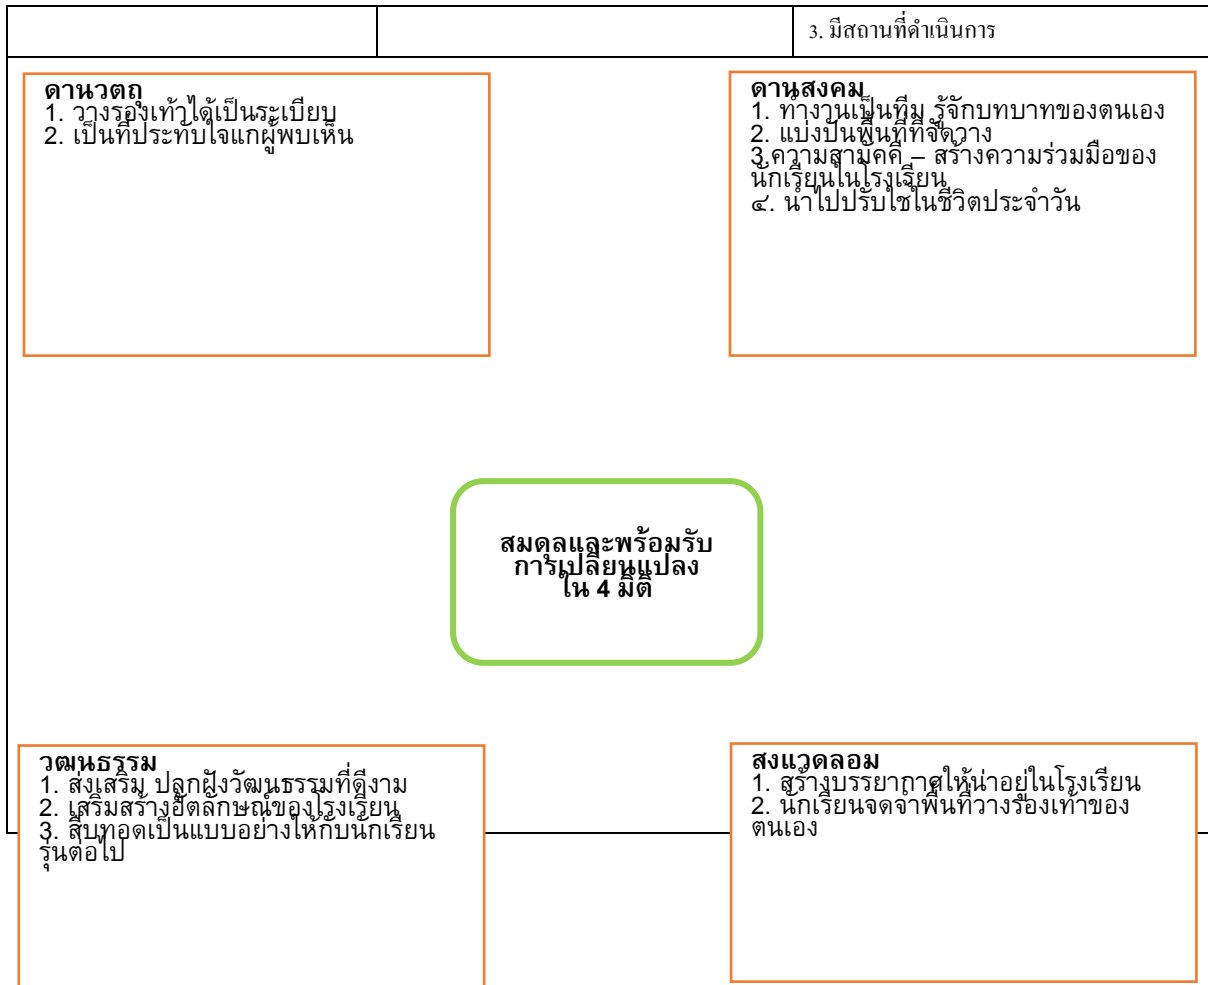 3. มีสถานที่ดำเนินการ
ดานวตถุ
1. วางรองเท้าได้เป็นระเบียบ
2. เป็นที่ประทับใจแกผู้พบเห็น
ดานสงคม
1. ทำงานเป็นทีม รู้จักบทบาทของตนเอง
2. แบ่งปันพื้นที่ที่จัดวาง
3.ความสามัคคี – สร้างความร่วมมือของ
นักเรียนในโรงเรียน
๔. นำไปปรับใชในชีวิตประจำวัน
สมดุลและพร้อมรับ
การเปลี่ยนแปลง
ใน 4 มิติ
วฒนธรรม
1. ส่งเสริม ปลูกฝังวัฒนธรรมที่ดีงาม
2. เสริมสร้างอัตลักษณ์ของโรงเรียน
3. สืบทอดเป็นแบบอย่างให้กับนักเรียน
รุ่นต่อไป
สงแวดลอม
1. สร้างบรรยากาศให้น่าอยู่ในโรงเรียน
2. นักเรียนจดจำพื้นที่วางรองเท้าของ
ตนเอง